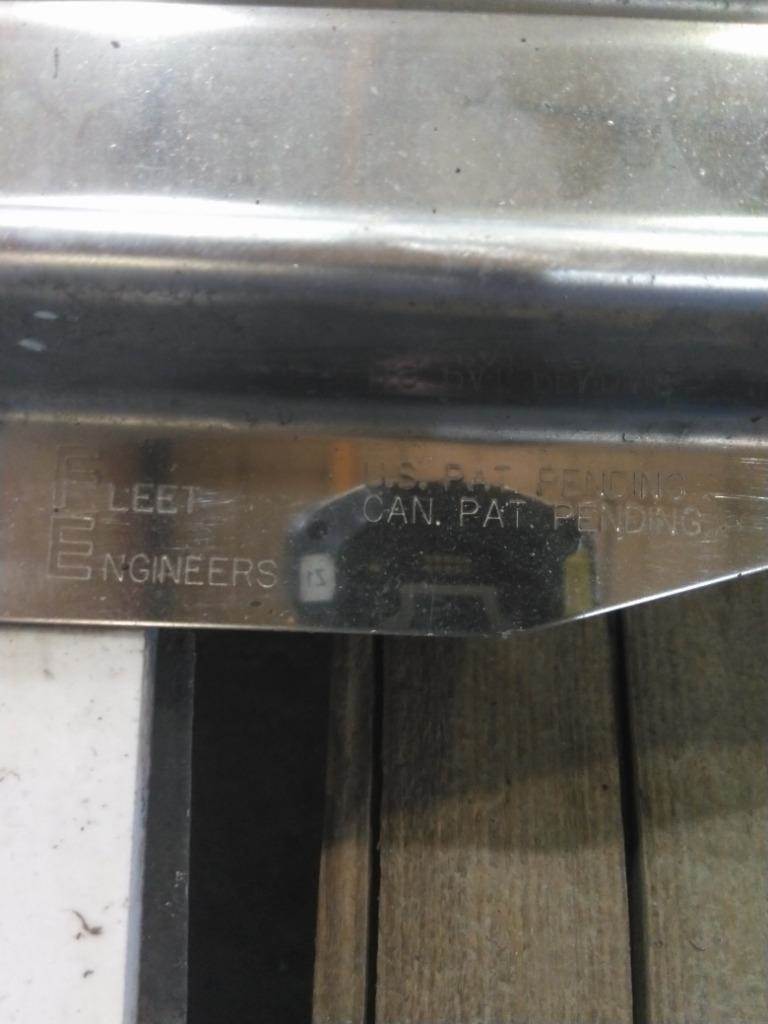 FLEET
ENGINEERS
U.S. PAT. PENDING
CAN. PAT. PENDING